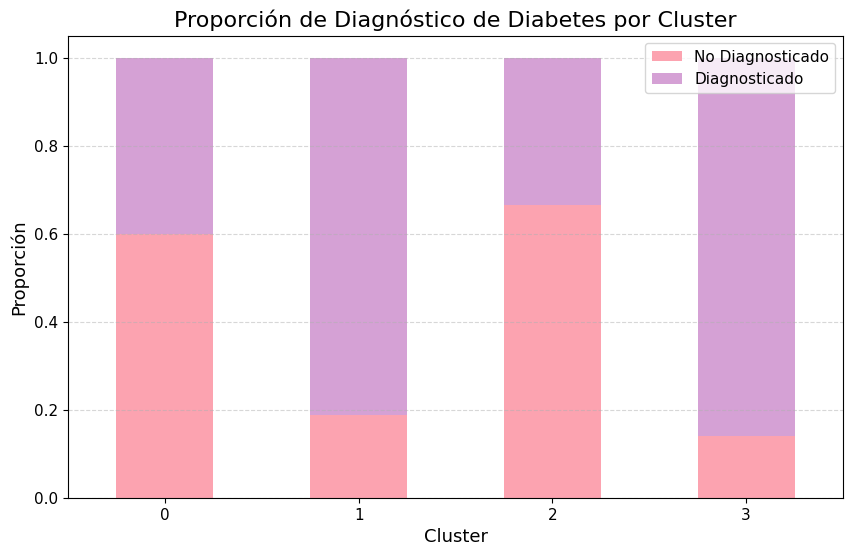 Proporción de Diagnóstico de Diabetes por Cluster
No Diagnosticado
Diagnosticado
Proporción
1.0
0.8
0.6
0.4
0.2
0.0
0 1 2 3
Cluster